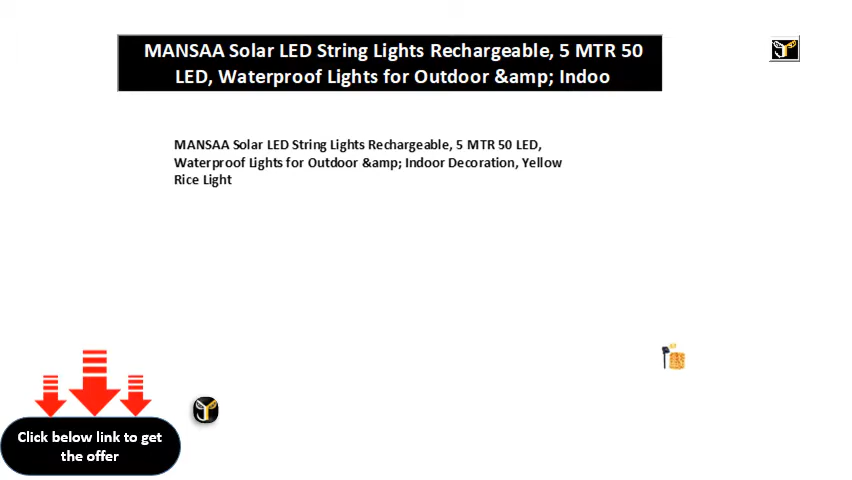 MANSAA Solar LED String Lights Rechargeable, 5 MTR 50
LED, Waterproof Lights for Outdoor &amp; Indoo
MANSAA Solar LED String Lights Rechargeable, 5 MTR 50 LED,
Waterproof Lights for Outdoor &amp; Indoor Decoration, Yellow
Rice Light
Click below link to get
the offer